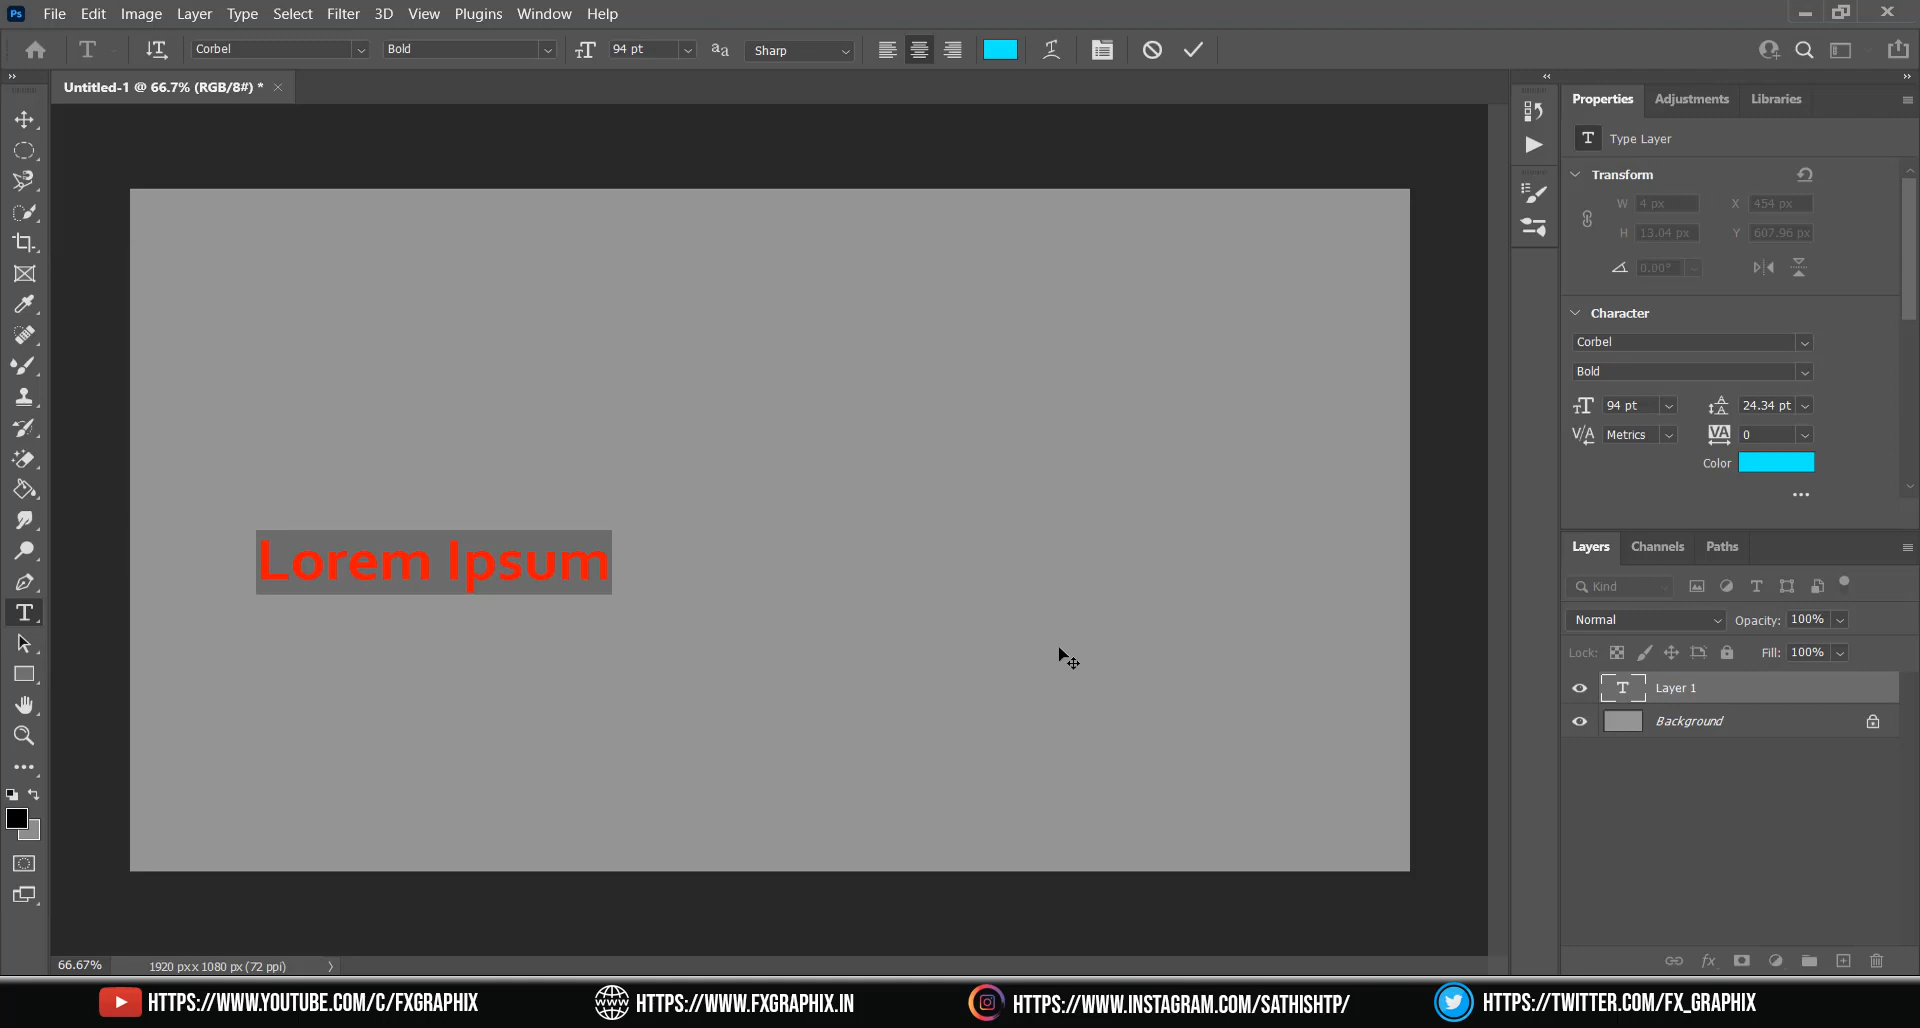 Ps File Edit Image Layer Type Select Filter 3D View Plugins Window Help
T Corbel Bold 94 pt Sharp
Untitled-1 @ 66.7% (RGB/8#) *
Properties Adjustments Libraries
T Type Layer
Transform
W 4 px X 454 px
H 13.04 px Y 607.96 px
0.00°
Character
Corbel
Bold
94 pt 24.34 pt
Metrics 0
Color
Lorem Ipsum
Layers Channels Paths
Kind
Normal Opacity: 100%
Lock: Fill: 100%
T Layer 1
Background
fx
66.67% 1920 px x 1080 px (72 ppi)
HTTPS://WWW.YOUTUBE.COM/C/FXGRAPHIX HTTPS://WWW.FXGRAPHIX.IN HTTPS://WWW.INSTAGRAM.COM/SATHISHTP/ HTTPS://TWITTER.COM/FX_GRAPHIX